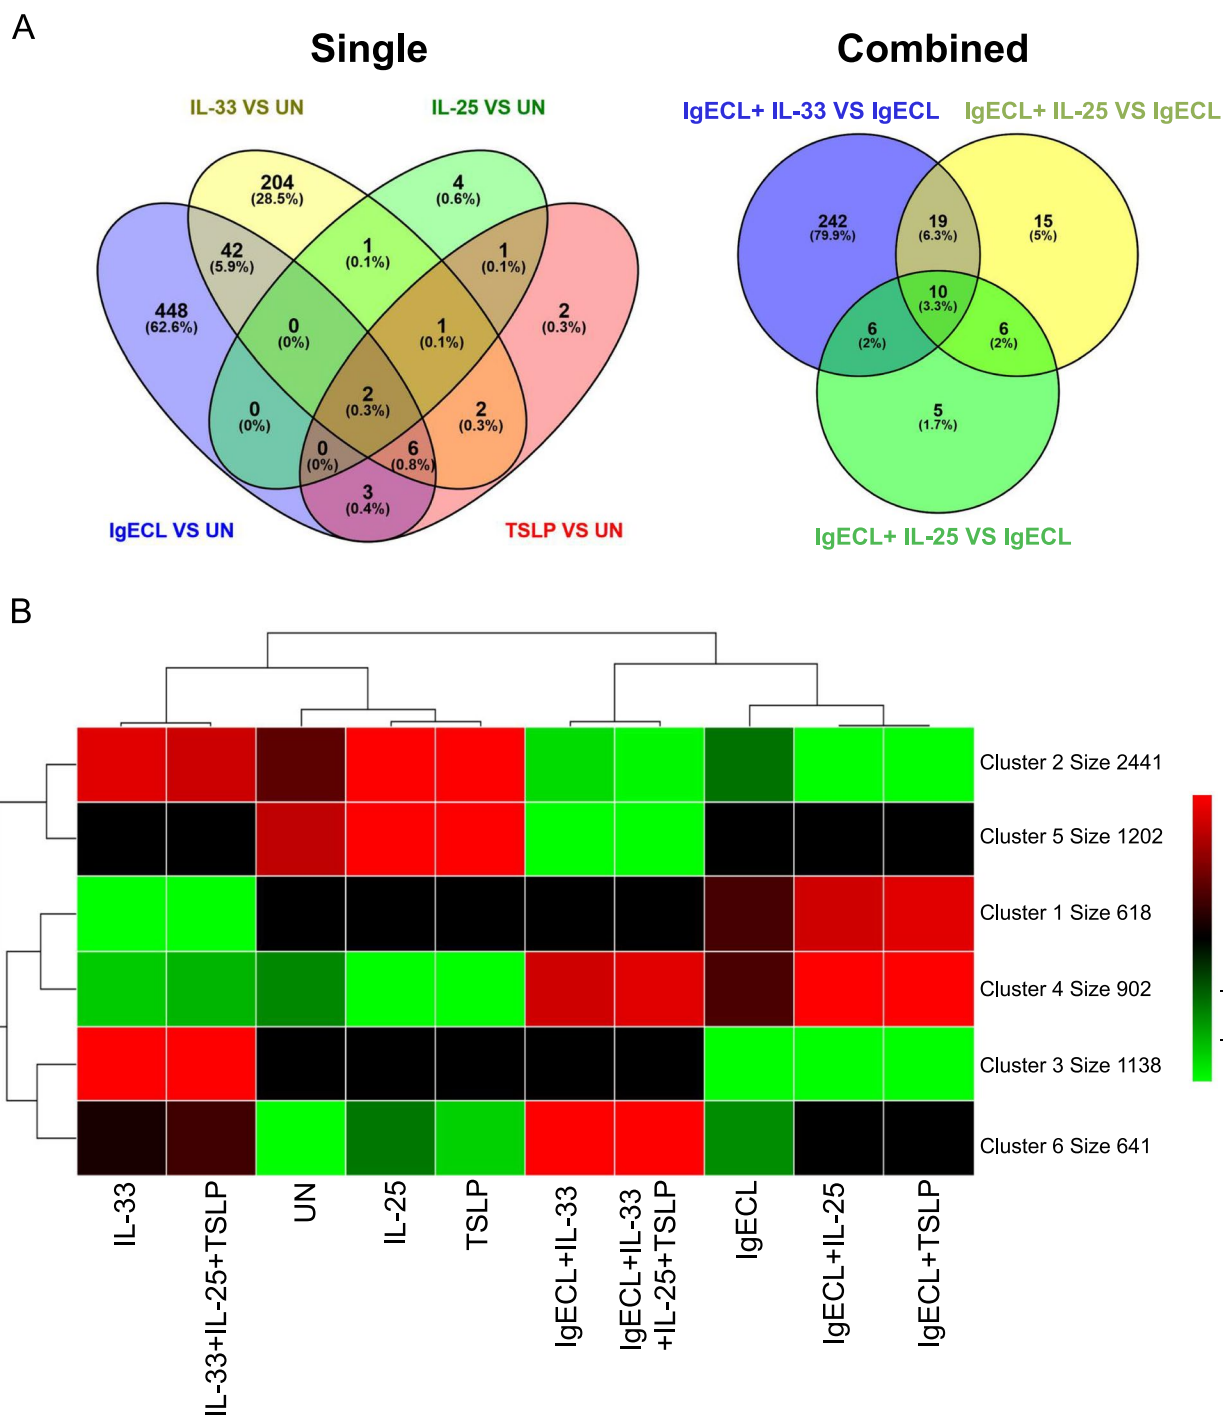 A
Single
Combined
IL-33 VS UN
IL-25 VS UN
IgECL+ IL-33 VS IgECL
IgECL+ IL-25 VS IgECL
204
(28.5%)
4
(0.6%)
42
(5.9%)
1
(0.1%)
1
(0.1%)
448
(62.6%)
0
(0%)
1
(0.1%)
2
(0.3%)
2
(0.3%)
0
(0%)
2
(0.3%)
0
(0%)
6
(0.8%)
3
(0.4%)
IgECL VS UN
TSLP VS UN
242
(79.9%)
19
(6.3%)
15
(5%)
10
(3.3%)
6
(2%)
6
(2%)
5
(1.7%)
IgECL+ IL-25 VS IgECL
B
Cluster 2 Size 2441
Cluster 5 Size 1202
Cluster 1 Size 618
Cluster 4 Size 902
Cluster 3 Size 1138
Cluster 6 Size 641
IL-33
IL-33+IL-25+TSLP
UN
IL-25
TSLP
IgECL+IL-33
IgECL+IL-33
+IL-25+TSLP
IgECL
IgECL+IL-25
IgECL+TSLP